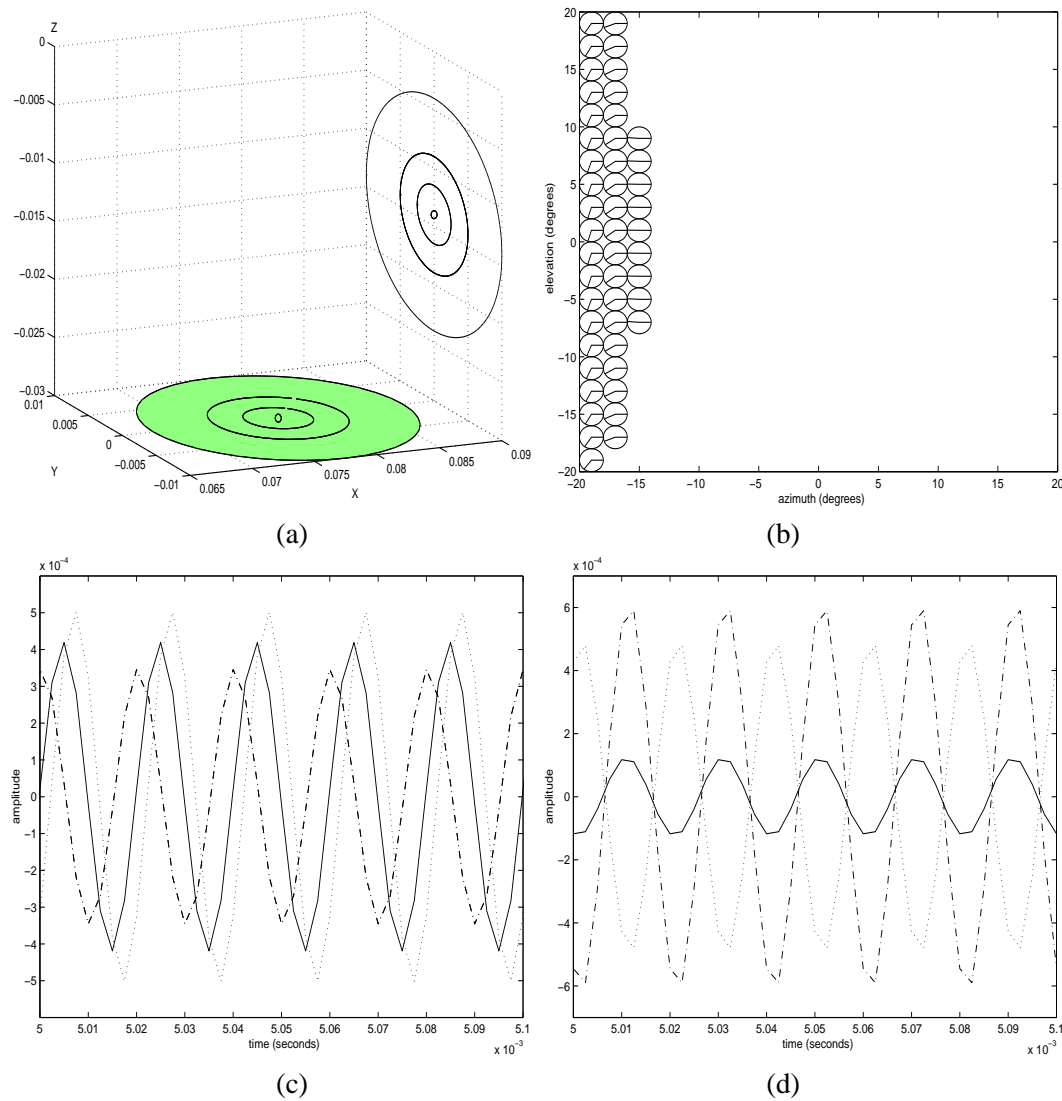 Z
0
−0.005
−0.01
−0.015
−0.02
−0.025
−0.03
0.01
0.005
0
−0.005
−0.01
Y
0.065
0.07
0.075
0.08
0.085
0.09
X
(a)
20
15
10
5
0
−5
−10
−15
−20
elevation (degrees)
−20 −15 −10 −5 0 5 10 15 20
azimuth (degrees)
(b)
x 10⁻⁴
5
4
3
2
1
0
−1
−2
−3
−4
−5
amplitude
5 5.01 5.02 5.03 5.04 5.05 5.06 5.07 5.08 5.09 5.1
time (seconds)
x 10⁻³
(c)
x 10⁻⁴
6
4
2
0
−2
−4
−6
amplitude
5 5.01 5.02 5.03 5.04 5.05 5.06 5.07 5.08 5.09 5.1
time (seconds)
x 10⁻³
(d)